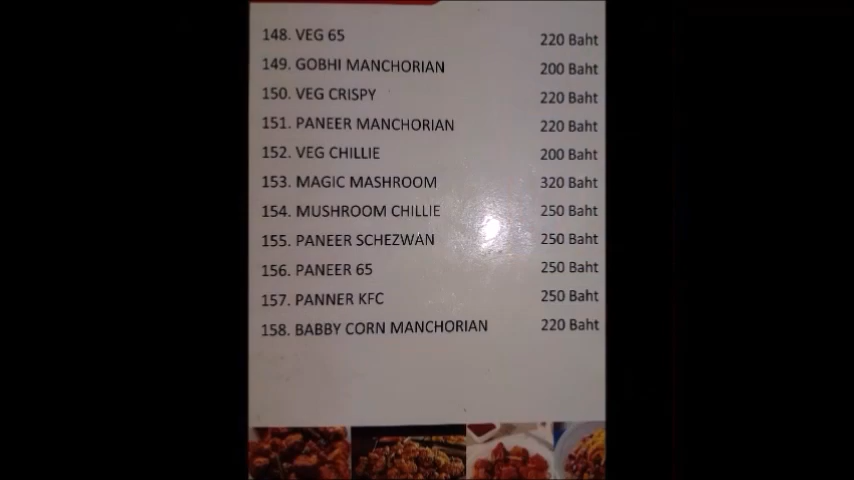 148. VEG 65 220 Baht
149. GOBHI MANCHORIAN 200 Baht
150. VEG CRISPY 220 Baht
151. PANEER MANCHORIAN 220 Baht
152. VEG CHILLIE 200 Baht
153. MAGIC MASHROOM 320 Baht
154. MUSHROOM CHILLIE 250 Baht
155. PANEER SCHEZWAN 250 Baht
156. PANEER 65 250 Baht
157. PANNER KFC 250 Baht
158. BABBY CORN MANCHORIAN 220 Baht